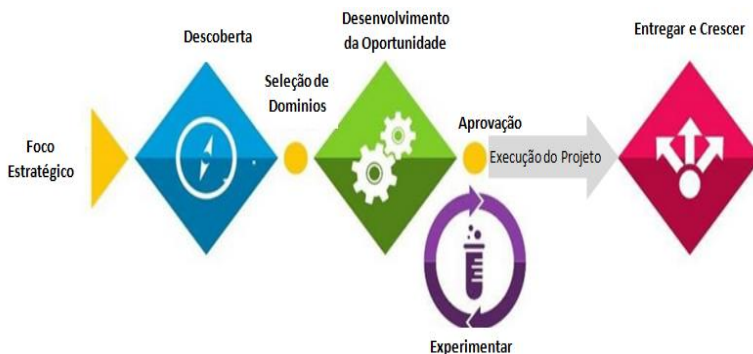 Foco
Estratégico
Descoberta
Seleção de
Dominios
Desenvolvimento
da Oportunidade
Aprovação
Experimentar
Execução do Projeto
Entregar e Crescer